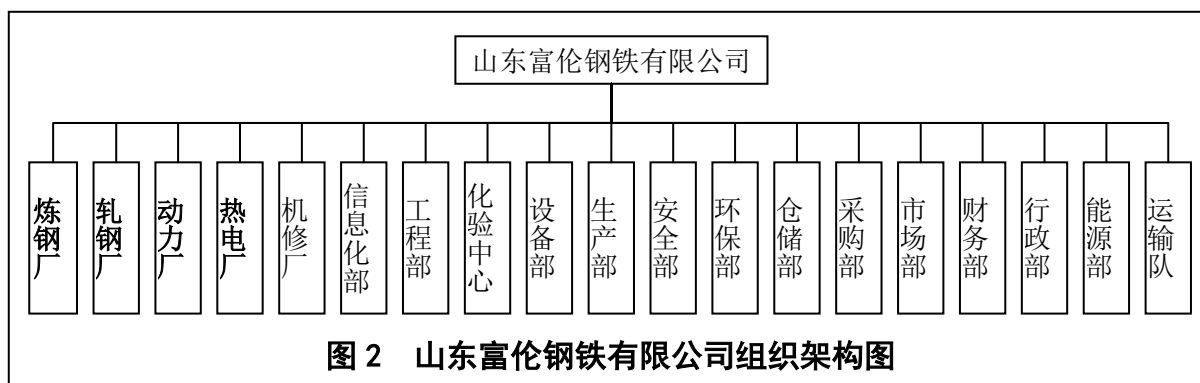 山东富伦钢铁有限公司
炼钢厂
轧钢厂
动力厂
热电厂
机修厂
信息化部
工程部
化验中心
设备部
生产部
安全部
环保部
仓储部
采购部
市场部
财务部
行政部
能源部
运输队
图 2 山东富伦钢铁有限公司组织架构图